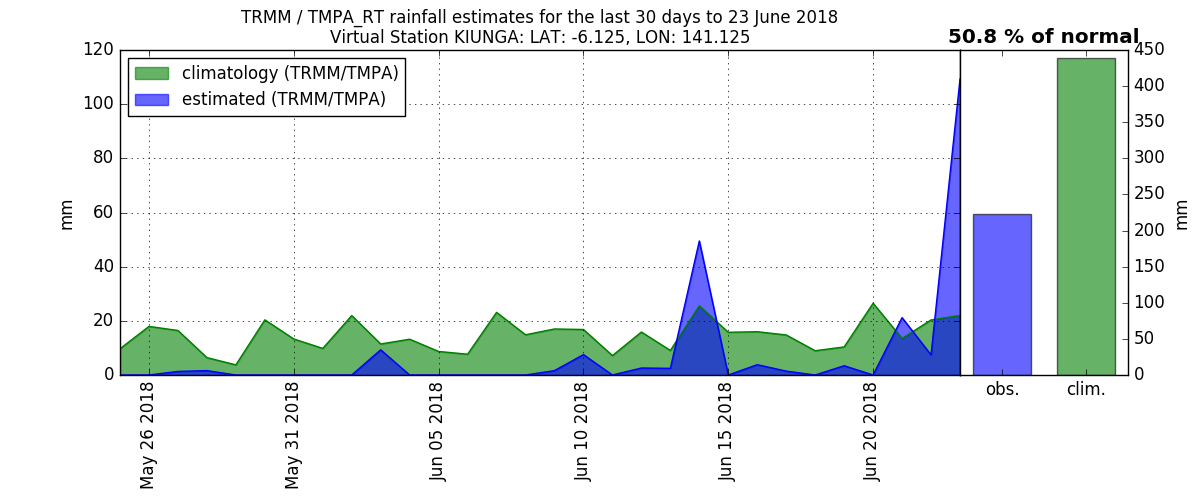 TRMM / TMPA_RT rainfall estimates for the last 30 days to 23 June 2018
Virtual Station KIUNGA: LAT: -6.125, LON: 141.125
50.8 % of normal
climatology (TRMM/TMPA)
estimated (TRMM/TMPA)
120
100
80
60
40
20
0
mm
450
400
350
300
250
200
150
100
50
0
mm
May 26 2018
May 31 2018
Jun 05 2018
Jun 10 2018
Jun 15 2018
Jun 20 2018
obs.
clim.